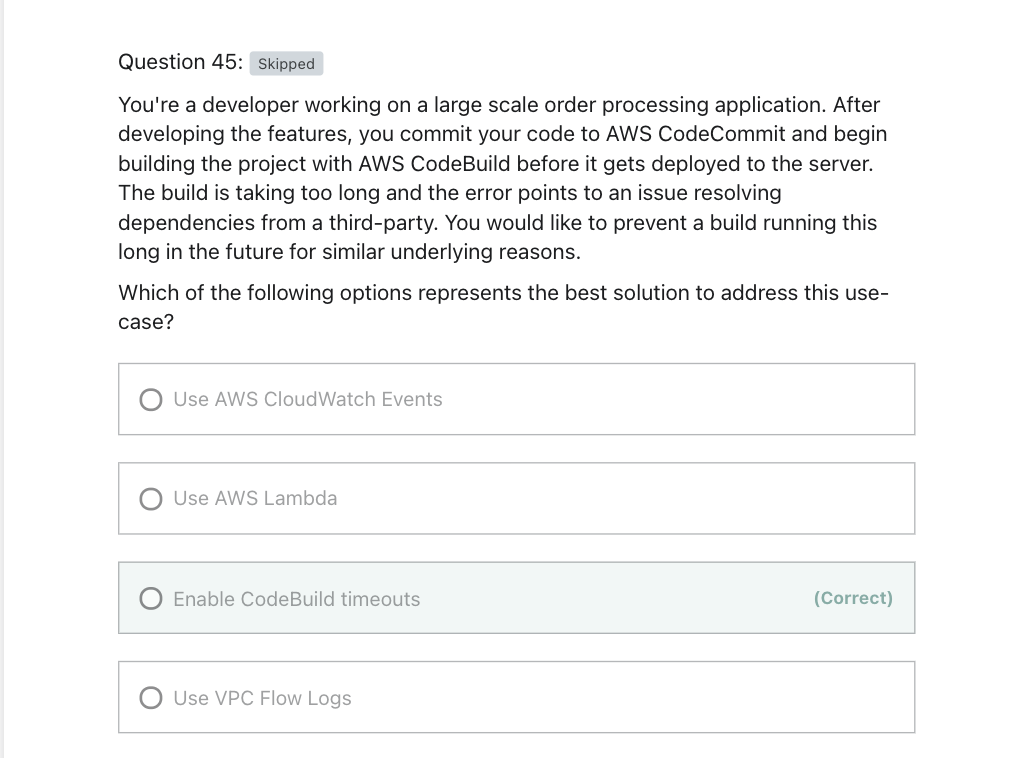 Question 45: Skipped
You're a developer working on a large scale order processing application. After
developing the features, you commit your code to AWS CodeCommit and begin
building the project with AWS CodeBuild before it gets deployed to the server.
The build is taking too long and the error points to an issue resolving
dependencies from a third-party. You would like to prevent a build running this
long in the future for similar underlying reasons.
Which of the following options represents the best solution to address this use-
case?
Use AWS CloudWatch Events
Use AWS Lambda
Enable CodeBuild timeouts (Correct)
Use VPC Flow Logs